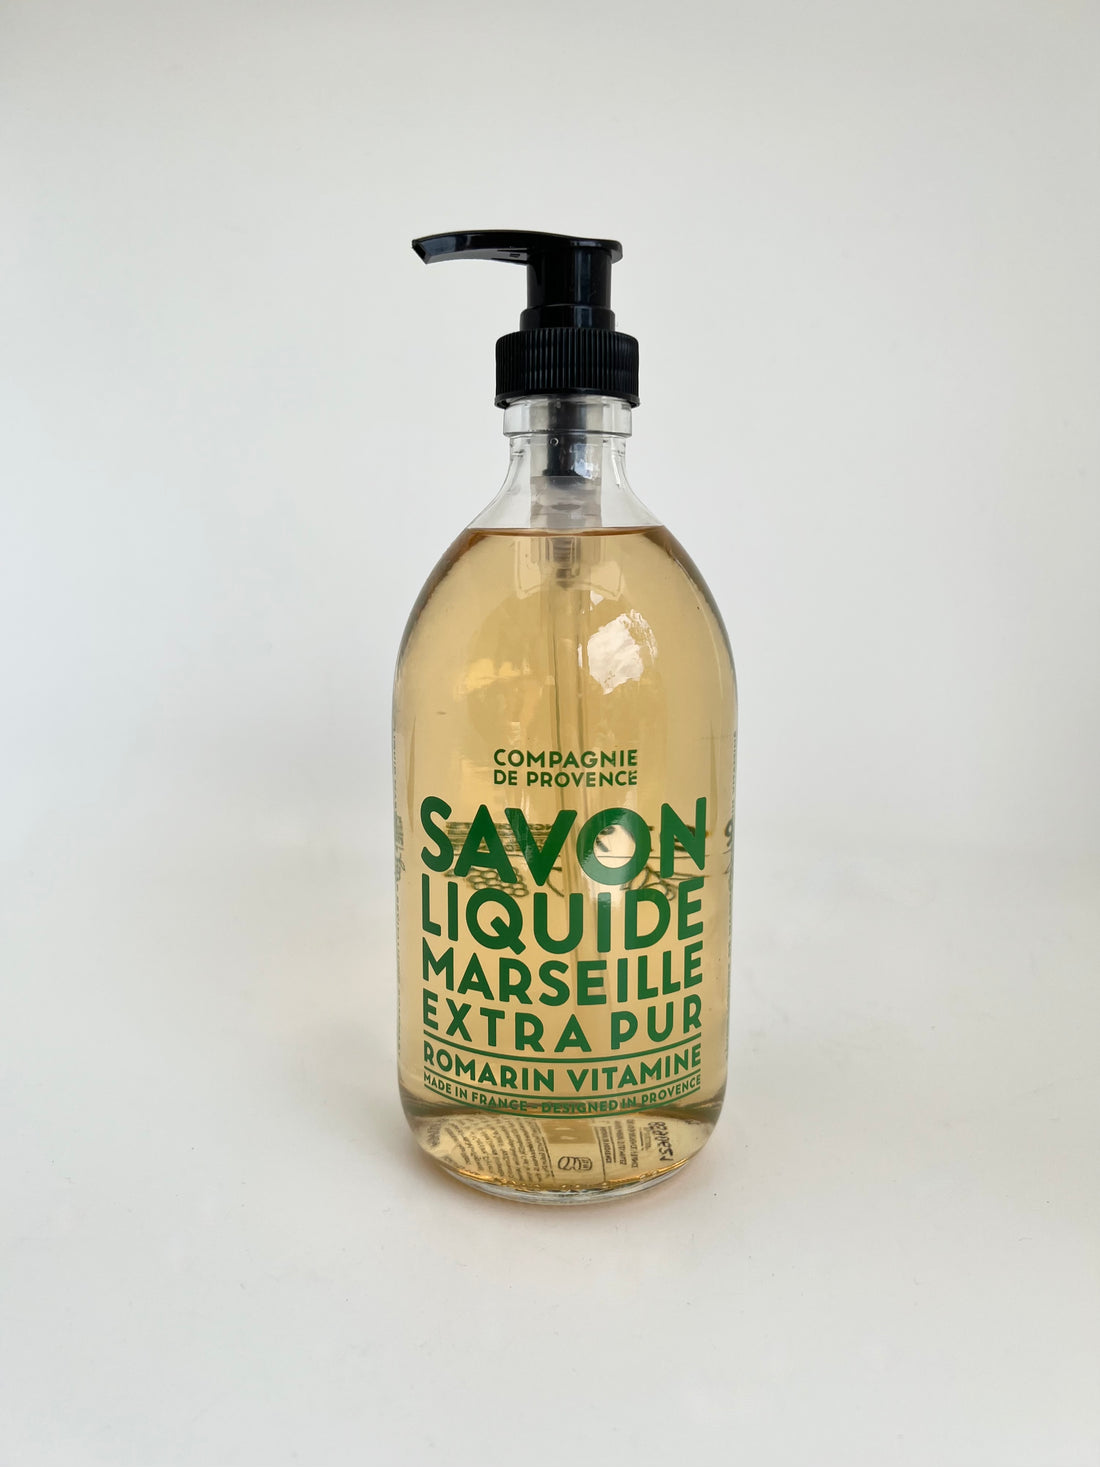 COMPAGNIE
DE PROVENCE
SAVON
LIQUIDE
MARSEILLE
EXTRA PUR
ROMARIN VITAMINE
MADE IN FRANCE - DESIGNED IN PROVENCE